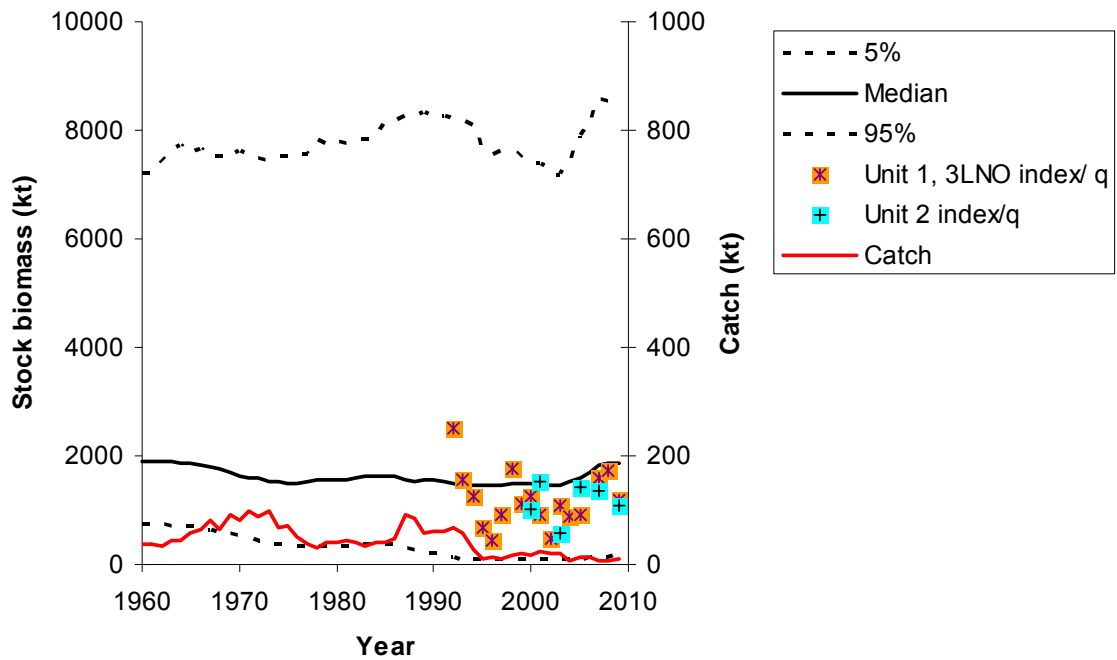 10000
8000
6000
4000
2000
0
Stock biomass (kt)
1000
800
600
400
200
0
Catch (kt)
1960 1970 1980 1990 2000 2010
Year
5%
Median
95%
Unit 1, 3LNO index/ q
Unit 2 index/q
Catch